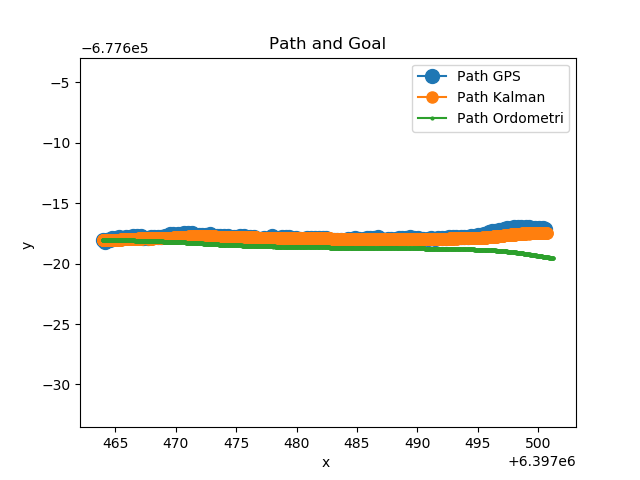 Path and Goal
−6.776e5
Path GPS
Path Kalman
Path Ordometri
−5
−10
−15
−20
−25
−30
y
465 470 475 480 485 490 495 500
x
+6.397e6